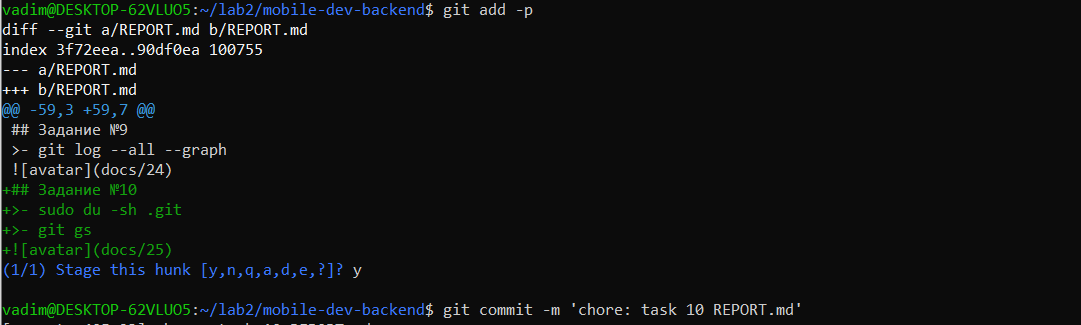 vadim@DESKTOP-62VLUO5:~/lab2/mobile-dev-backend$ git add -p
diff --git a/REPORT.md b/REPORT.md
index 3f72eea..90df0ea 100755
--- a/REPORT.md
+++ b/REPORT.md
@@ -59,3 +59,7 @@
 ## Задание №9
 >- git log --all --graph
 ![avatar](docs/24)
+## Задание №10
+>- sudo du -sh .git
+>- git gs
+![avatar](docs/25)
(1/1) Stage this hunk [y,n,q,a,d,e,?]? y
vadim@DESKTOP-62VLUO5:~/lab2/mobile-dev-backend$ git commit -m 'chore: task 10 REPORT.md'